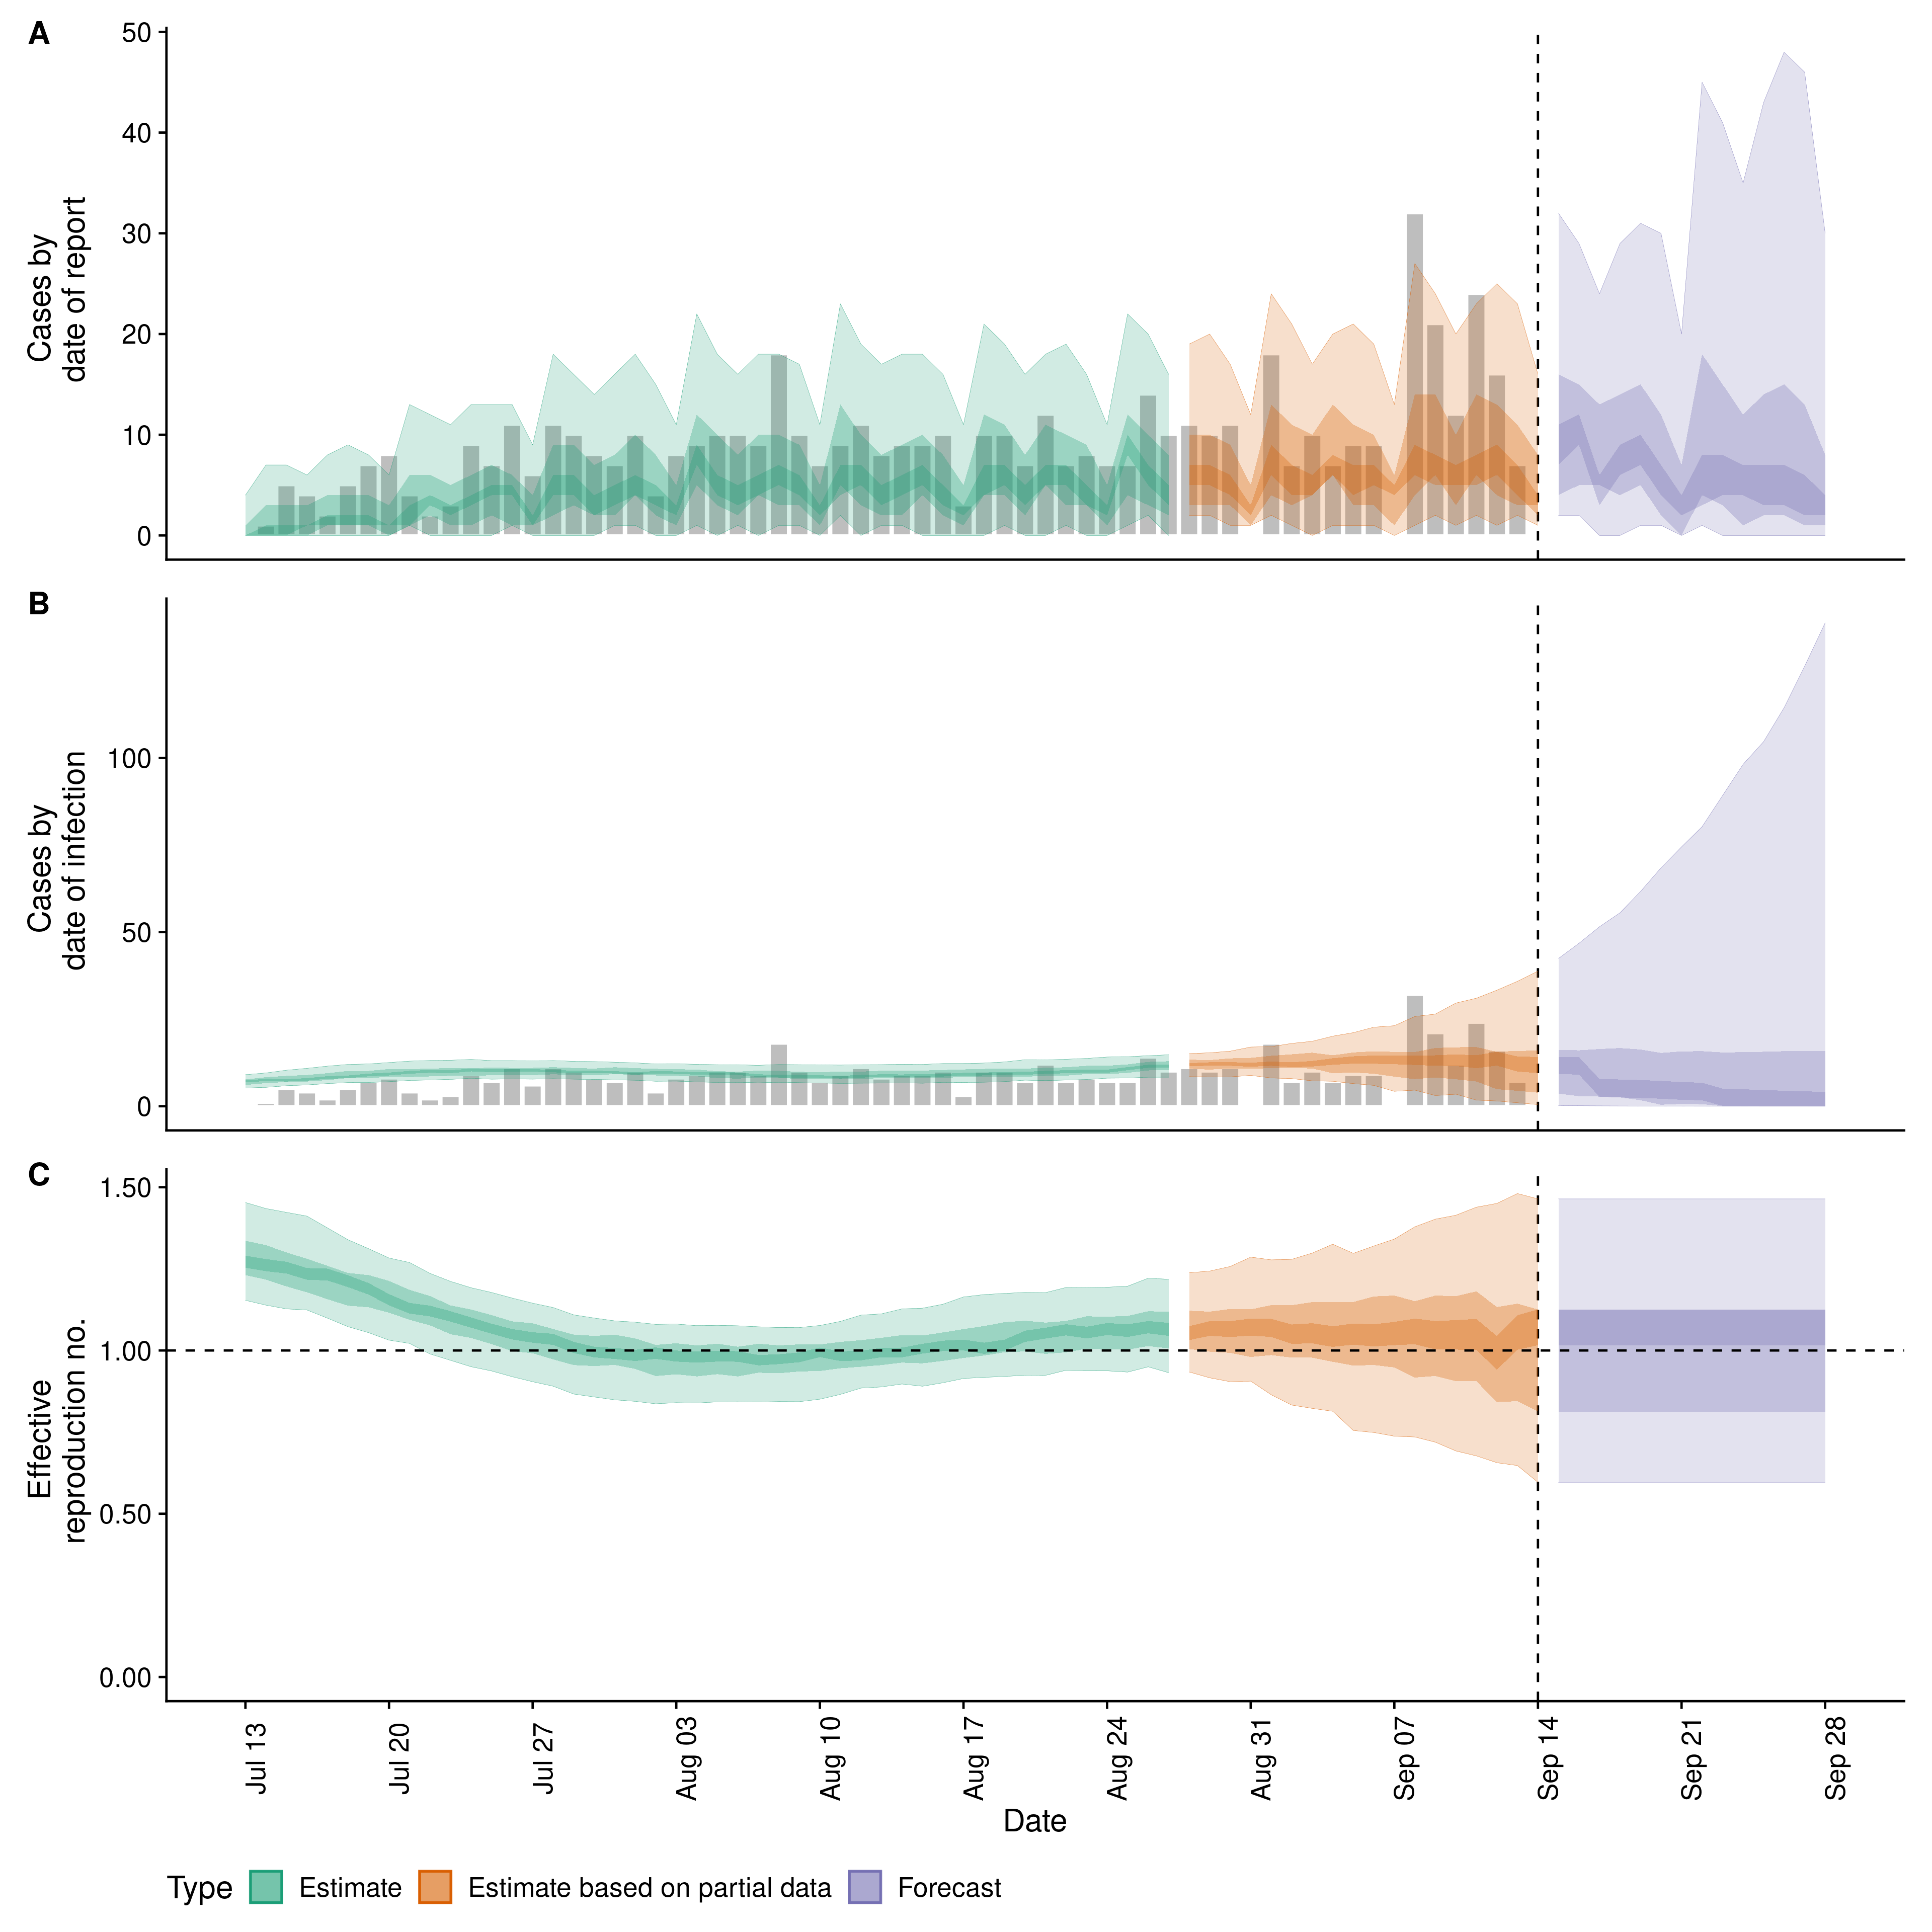 A
50
40
30
20
10
0
Cases by
date of report
B
100
50
0
Cases by
date of infection
C
1.50
1.00
0.50
0.00
Effective
reproduction no.
Jul 13
Jul 20
Jul 27
Aug 03
Aug 10
Aug 17
Aug 24
Aug 31
Sep 07
Sep 14
Sep 21
Sep 28
Date
Type Estimate Estimate based on partial data Forecast